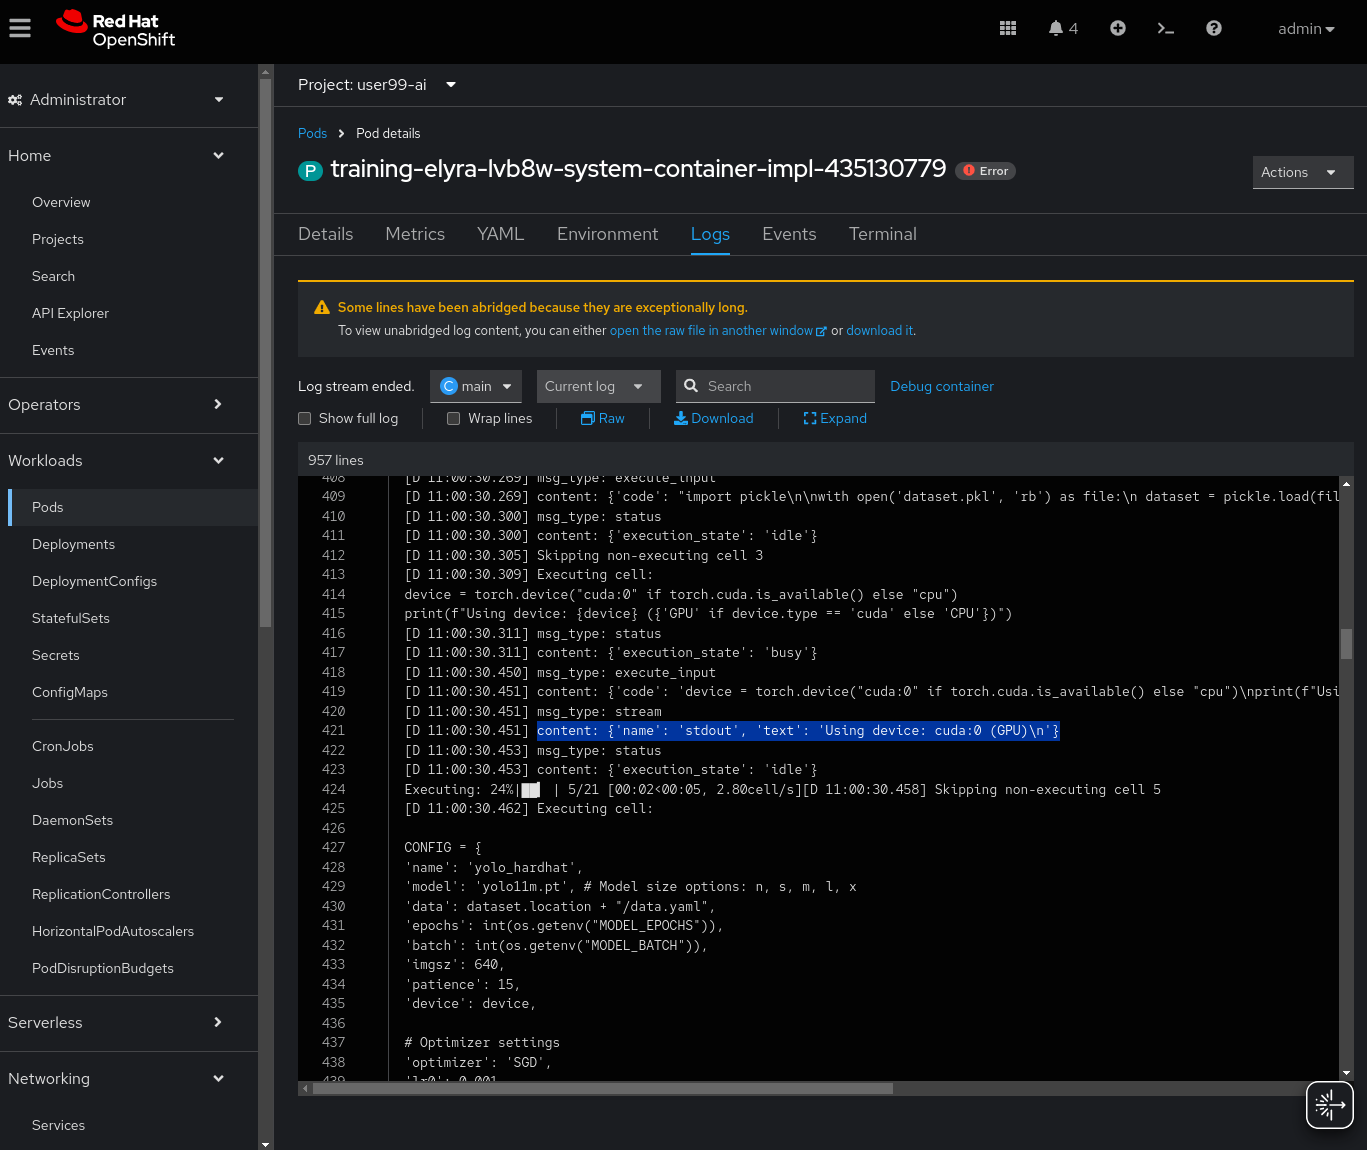 Red Hat
OpenShift
4
admin
Administrator
Home
Overview
Projects
Search
API Explorer
Events
Operators
Workloads
Pods
Deployments
DeploymentConfigs
StatefulSets
Secrets
ConfigMaps
CronJobs
Jobs
DaemonSets
ReplicaSets
ReplicationControllers
HorizontalPodAutoscalers
PodDisruptionBudgets
Serverless
Networking
Services
Project: user99-ai
Pods > Pod details
P training-elyra-lvb8w-system-container-impl-435130779 Error
Actions
Details Metrics YAML Environment Logs Events Terminal
Some lines have been abridged because they are exceptionally long.
To view unabridged log content, you can either open the raw file in another window or download it.
Log stream ended. C main Current log Search Debug container
Show full log Wrap lines Raw Download Expand
957 lines
408 [D 11:00:30.269] msg_type: execute_input
409 [D 11:00:30.269] content: {'code': "import pickle\n\nwith open('dataset.pkl', 'rb') as file:\n dataset = pickle.load(fil
410 [D 11:00:30.300] msg_type: status
411 [D 11:00:30.300] content: {'execution_state': 'idle'}
412 [D 11:00:30.305] Skipping non-executing cell 3
413 [D 11:00:30.309] Executing cell:
414 device = torch.device("cuda:0" if torch.cuda.is_available() else "cpu")
415 print(f"Using device: {device} ({'GPU' if device.type == 'cuda' else 'CPU'})")
416 [D 11:00:30.311] msg_type: status
417 [D 11:00:30.311] content: {'execution_state': 'busy'}
418 [D 11:00:30.450] msg_type: execute_input
419 [D 11:00:30.451] content: {'code': 'device = torch.device("cuda:0" if torch.cuda.is_available() else "cpu")\nprint(f"Usi
420 [D 11:00:30.451] msg_type: stream
421 [D 11:00:30.451] content: {'name': 'stdout', 'text': 'Using device: cuda:0 (GPU)\n'}
422 [D 11:00:30.453] msg_type: status
423 [D 11:00:30.453] content: {'execution_state': 'idle'}
424 Executing: 24%|██▍ | 5/21 [00:02<00:05, 2.80cell/s][D 11:00:30.458] Skipping non-executing cell 5
425 [D 11:00:30.462] Executing cell:
426
427 CONFIG = {
428 'name': 'yolo_hardhat',
429 'model': 'yolo11m.pt', # Model size options: n, s, m, l, x
430 'data': dataset.location + "/data.yaml",
431 'epochs': int(os.getenv("MODEL_EPOCHS")),
432 'batch': int(os.getenv("MODEL_BATCH")),
433 'imgsz': 640,
434 'patience': 15,
435 'device': device,
436
437 # Optimizer settings
438 'optimizer': 'SGD',
439 'lr0': 0.001